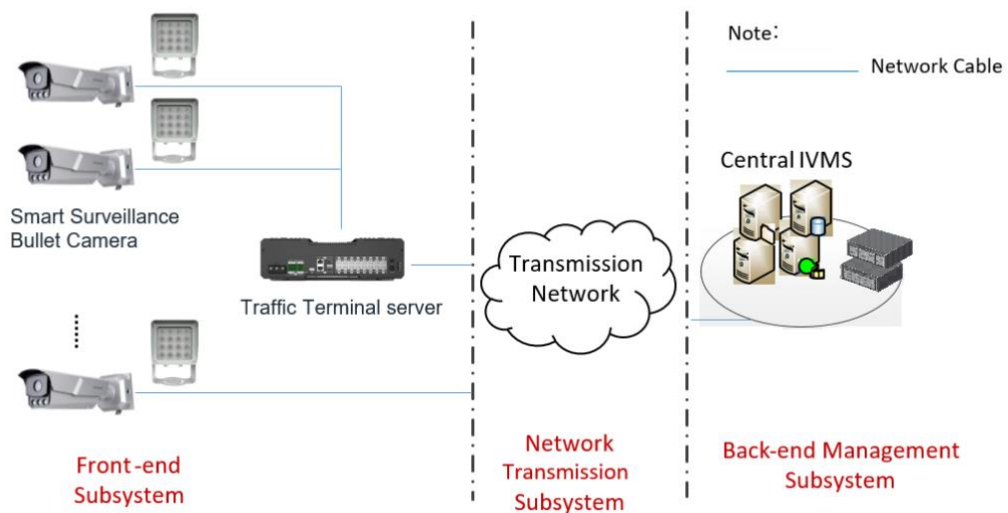 Note:
Network Cable
Central IVMS
Smart Surveillance
Bullet Camera
Transmission
Network
Traffic Terminal server
Front-end
Subsystem
Network
Transmission
Subsystem
Back-end Management
Subsystem